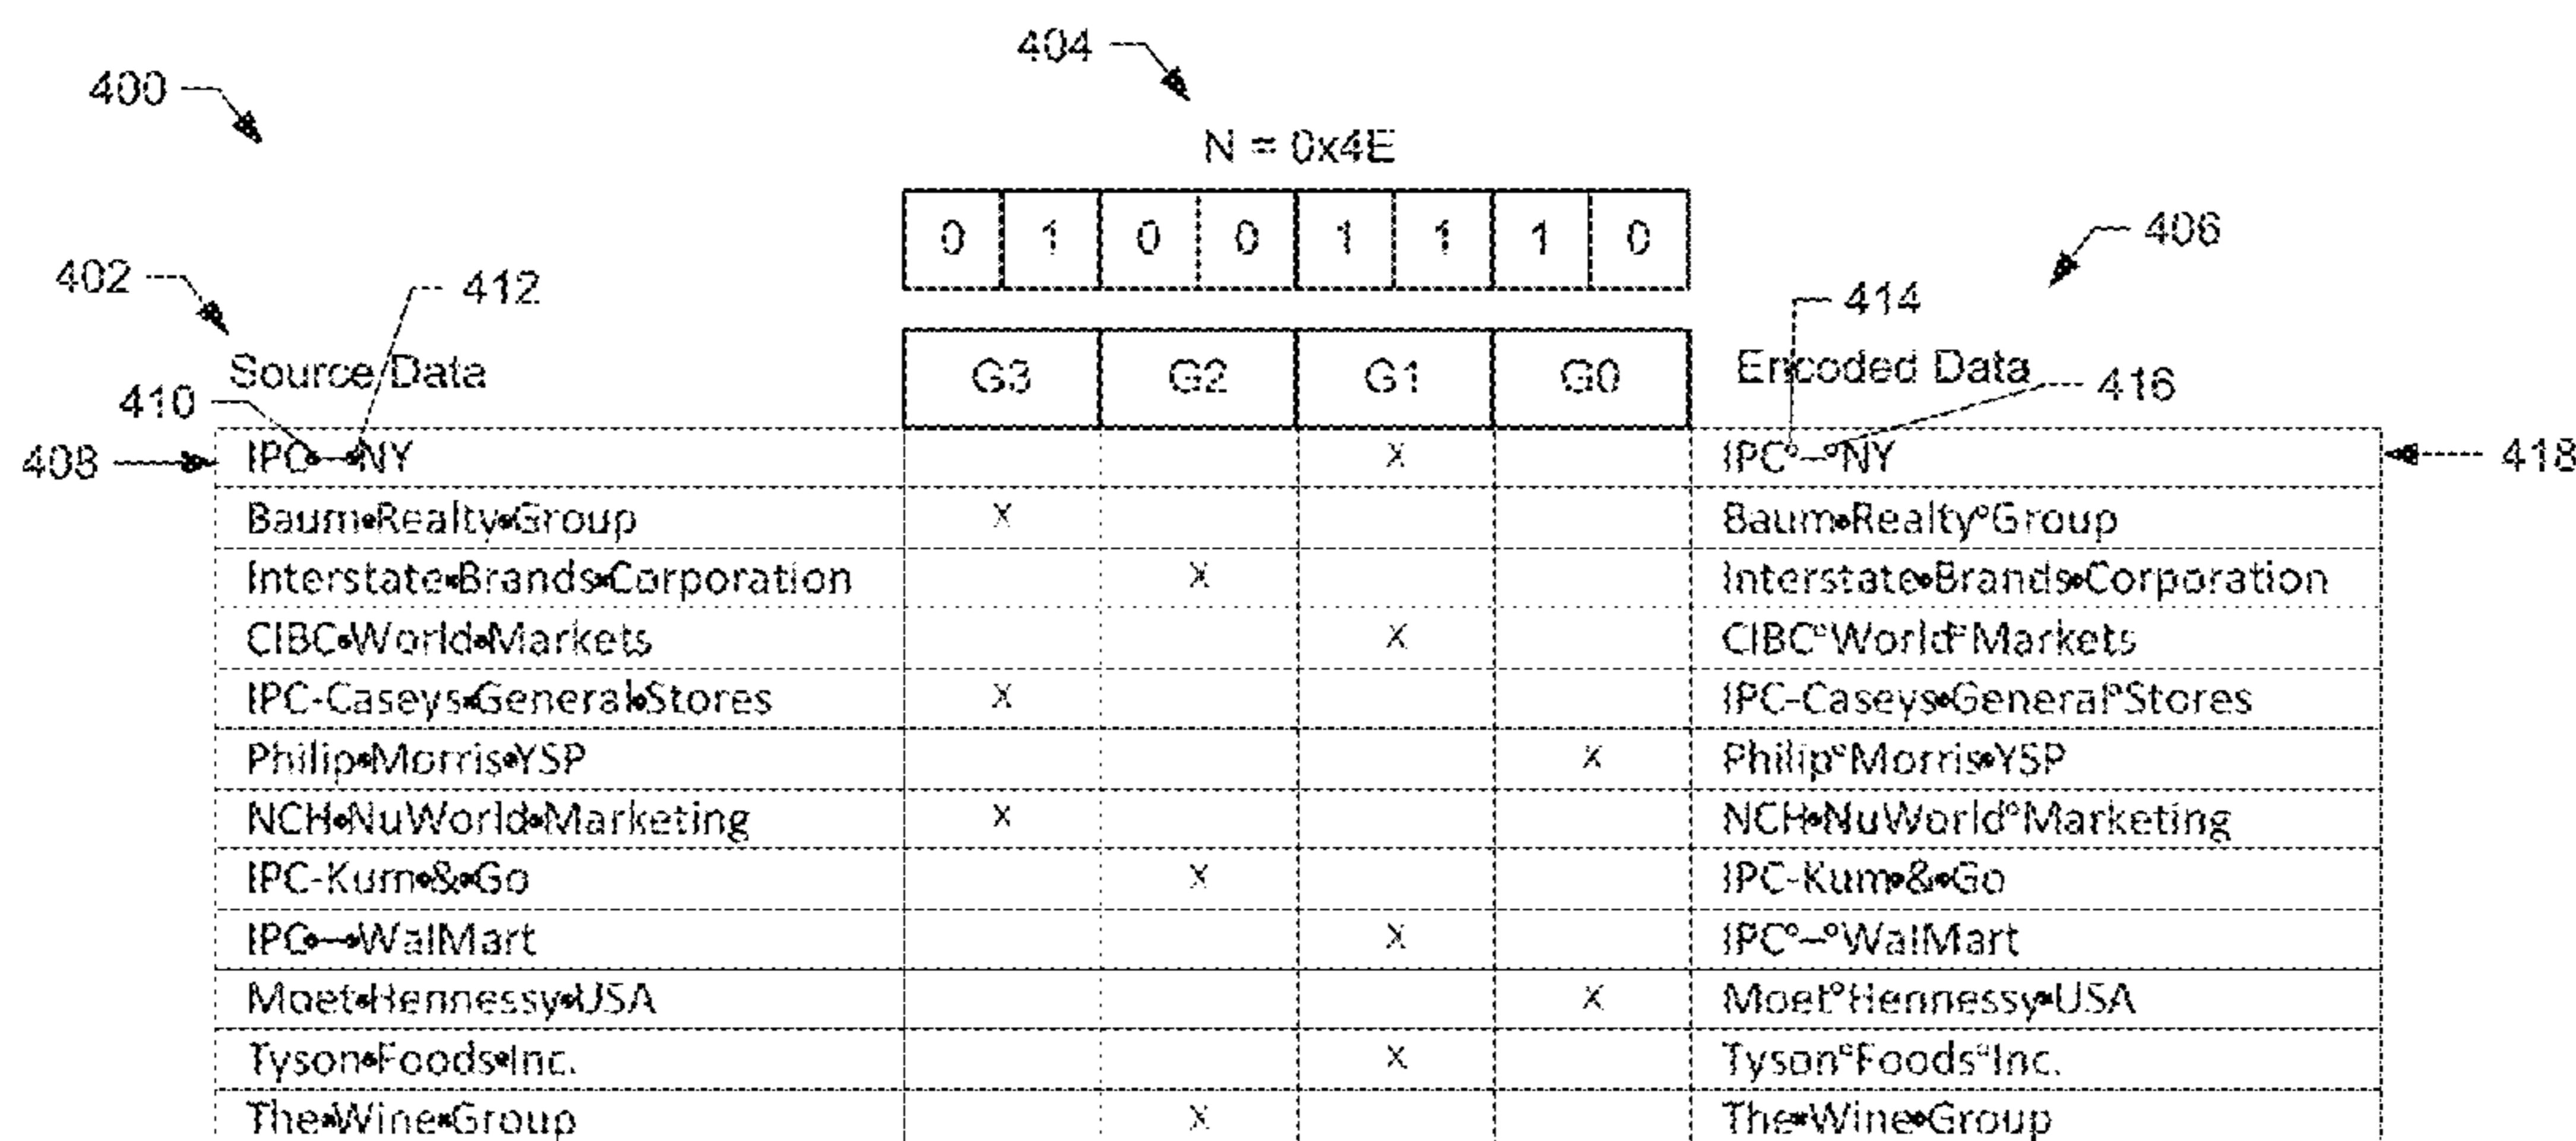 404
400
N = 0x4E
0 1 0 0 1 1 1 0
406
402
412
414
Source Data
G3 G2 G1 G0
Encoded Data
416
410
408
IPC•–•NY X IPC°–°NY
418
Baum•Realty•Group X Baum•Realty°Group
Interstate•Brands•Corporation X Interstate•Brands•Corporation
CIBC•World•Markets X CIBC°World°Markets
IPC-Caseys•General•Stores X IPC-Caseys•General°Stores
Philip•Morris•YSP X Philip°Morris•YSP
NCH•NuWorld•Marketing X NCH•NuWorld°Marketing
IPC-Kum•&•Go X IPC-Kum•&•Go
IPC•–•WalMart X IPC°–°WalMart
Moet•Hennessy•USA X Moet°Hennessy•USA
Tyson•Foods•Inc. X Tyson°Foods°Inc.
The•Wine•Group X The•Wine•Group